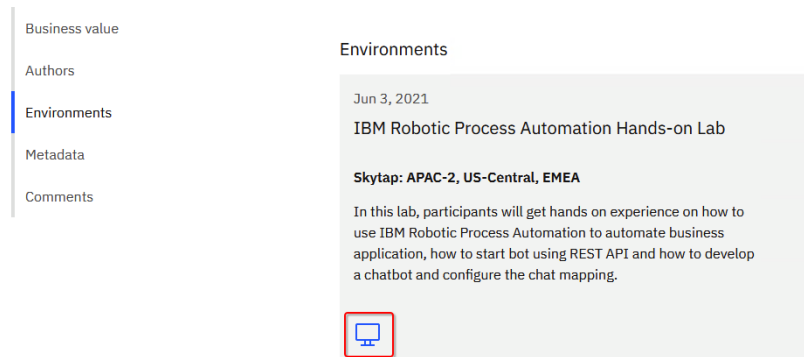 Business value
Authors
Environments
Metadata
Comments
Environments
Jun 3, 2021
IBM Robotic Process Automation Hands-on Lab
Skytap: APAC-2, US-Central, EMEA
In this lab, participants will get hands on experience on how to
use IBM Robotic Process Automation to automate business
application, how to start bot using REST API and how to develop
a chatbot and configure the chat mapping.